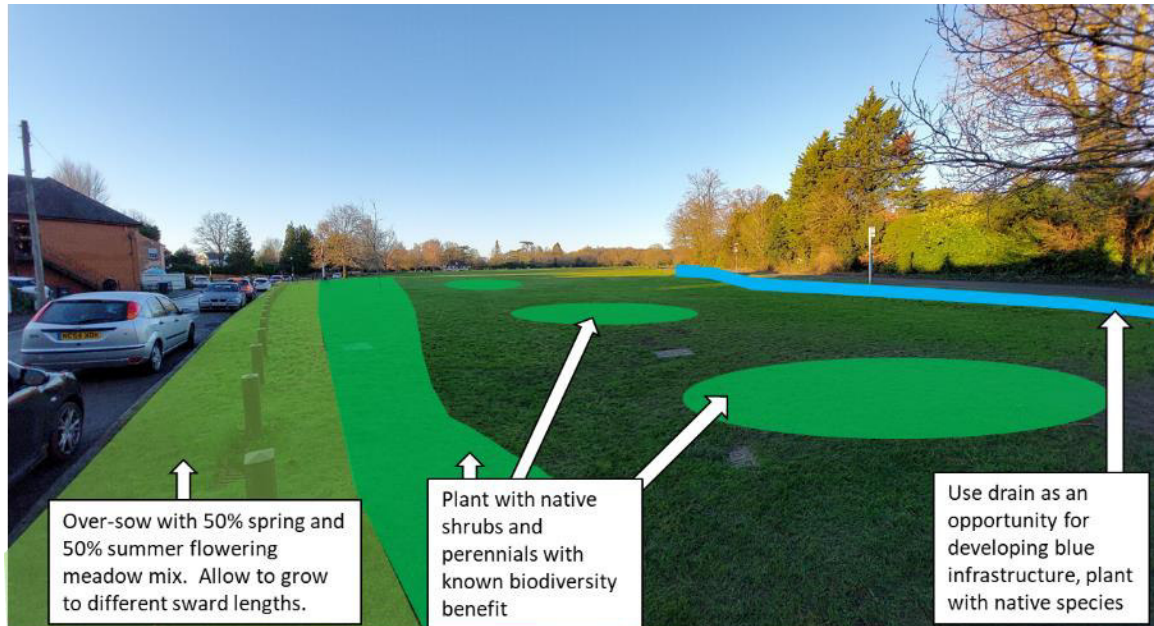 Over-sow with 50% spring and
50% summer flowering
meadow mix.  Allow to grow
to different sward lengths.
Plant with native
shrubs and
perennials with
known biodiversity
benefit
Use drain as an
opportunity for
developing blue
infrastructure, plant
with native species